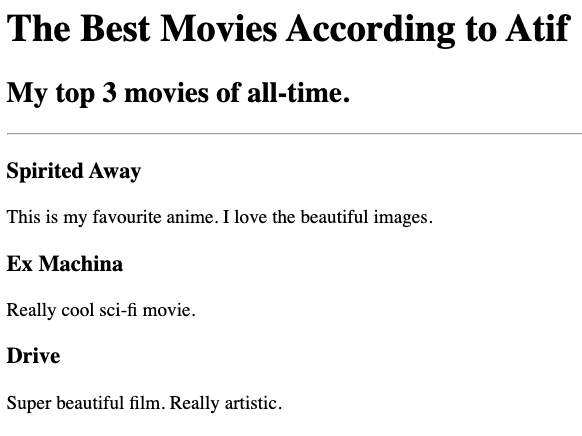 The Best Movies According to Atif
My top 3 movies of all-time.
Spirited Away
This is my favourite anime. I love the beautiful images.
Ex Machina
Really cool sci-fi movie.
Drive
Super beautiful film. Really artistic.